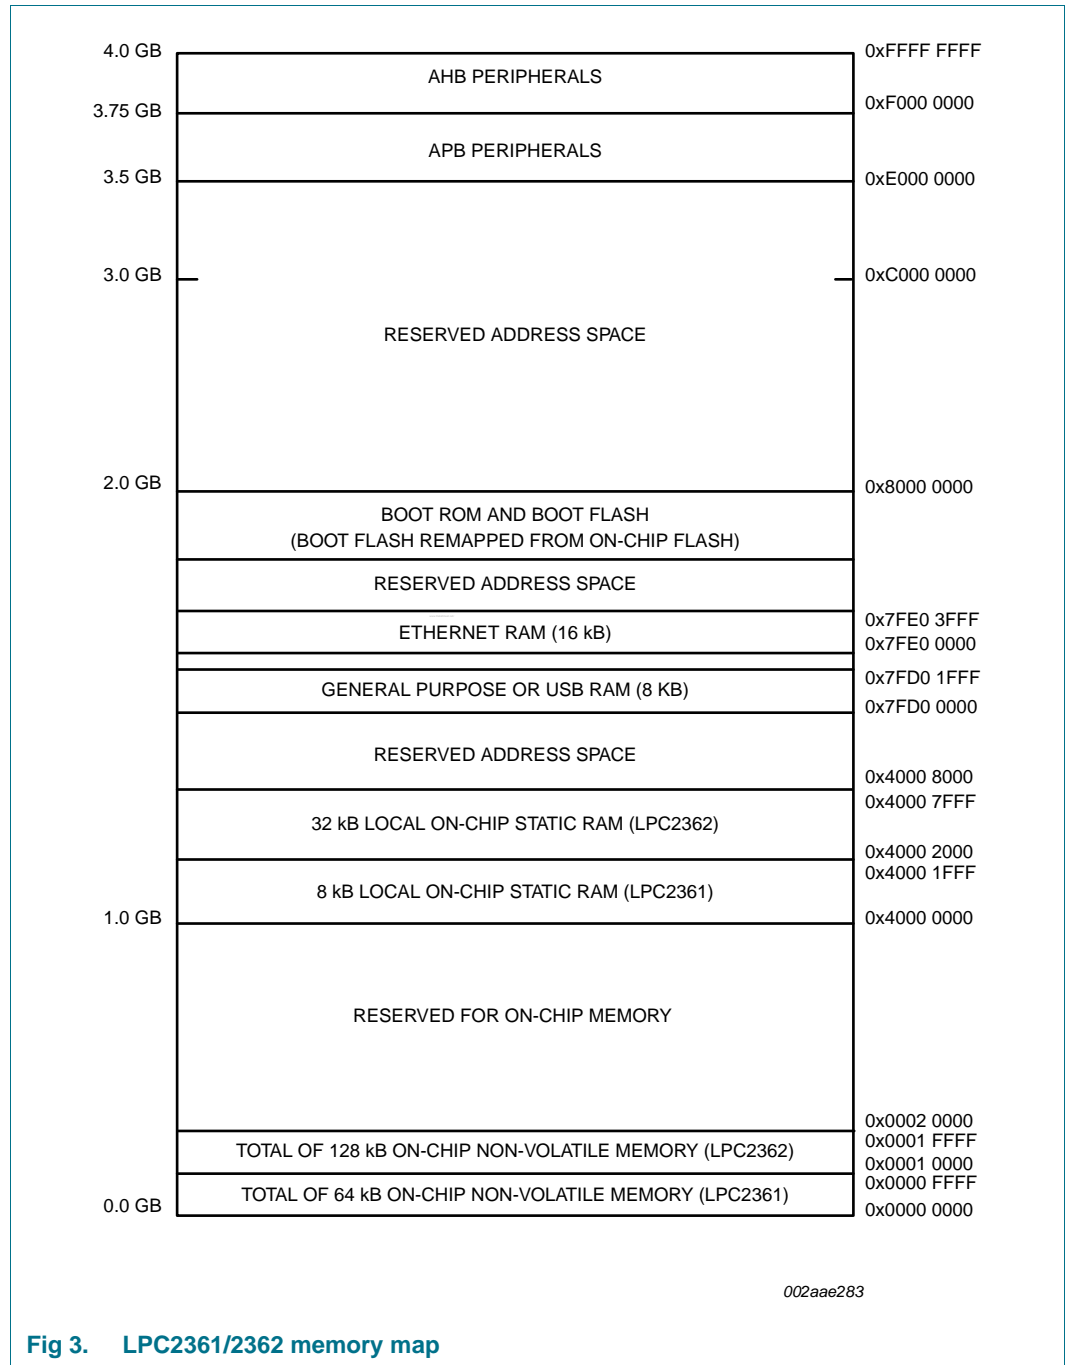 4.0 GB 0xFFFF FFFF
AHB PERIPHERALS
3.75 GB 0xF000 0000
APB PERIPHERALS
3.5 GB 0xE000 0000
3.0 GB 0xC000 0000
RESERVED ADDRESS SPACE
2.0 GB 0x8000 0000
BOOT ROM AND BOOT FLASH
(BOOT FLASH REMAPPED FROM ON-CHIP FLASH)
RESERVED ADDRESS SPACE
0x7FE0 3FFF
ETHERNET RAM (16 kB)
0x7FE0 0000
0x7FD0 1FFF
GENERAL PURPOSE OR USB RAM (8 KB)
0x7FD0 0000
RESERVED ADDRESS SPACE
0x4000 8000
0x4000 7FFF
32 kB LOCAL ON-CHIP STATIC RAM (LPC2362)
0x4000 2000
0x4000 1FFF
8 kB LOCAL ON-CHIP STATIC RAM (LPC2361)
1.0 GB 0x4000 0000
RESERVED FOR ON-CHIP MEMORY
0x0002 0000
0x0001 FFFF
TOTAL OF 128 kB ON-CHIP NON-VOLATILE MEMORY (LPC2362)
0x0001 0000
0x0000 FFFF
TOTAL OF 64 kB ON-CHIP NON-VOLATILE MEMORY (LPC2361)
0.0 GB 0x0000 0000
002aae283
Fig 3. LPC2361/2362 memory map